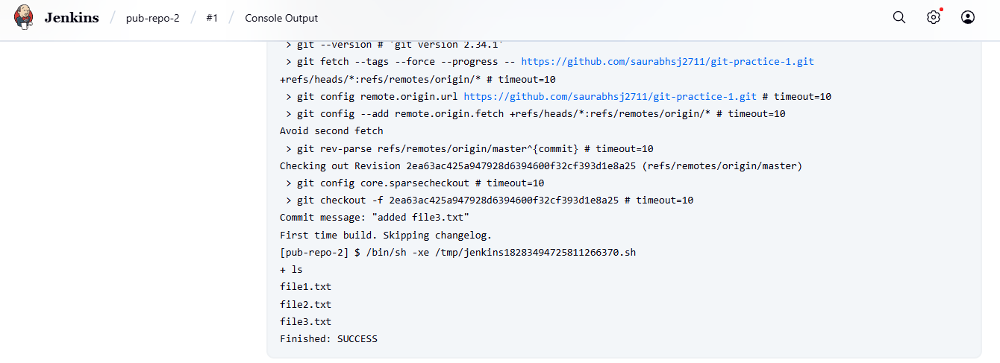 Jenkins / pub-repo-2 / #1 / Console Output
> git --version # 'git version 2.34.1'
> git fetch --tags --force --progress -- https://github.com/saurabhsj2711/git-practice-1.git
+refs/heads/*:refs/remotes/origin/* # timeout=10
> git config remote.origin.url https://github.com/saurabhsj2711/git-practice-1.git # timeout=10
> git config --add remote.origin.fetch +refs/heads/*:refs/remotes/origin/* # timeout=10
Avoid second fetch
> git rev-parse refs/remotes/origin/master^{commit} # timeout=10
Checking out Revision 2ea63ac425a947928d6394600f32cf393d1e8a25 (refs/remotes/origin/master)
> git config core.sparsecheckout # timeout=10
> git checkout -f 2ea63ac425a947928d6394600f32cf393d1e8a25 # timeout=10
Commit message: "added file3.txt"
First time build. Skipping changelog.
[pub-repo-2] $ /bin/sh -xe /tmp/jenkins18283494725811266370.sh
+ ls
file1.txt
file2.txt
file3.txt
Finished: SUCCESS